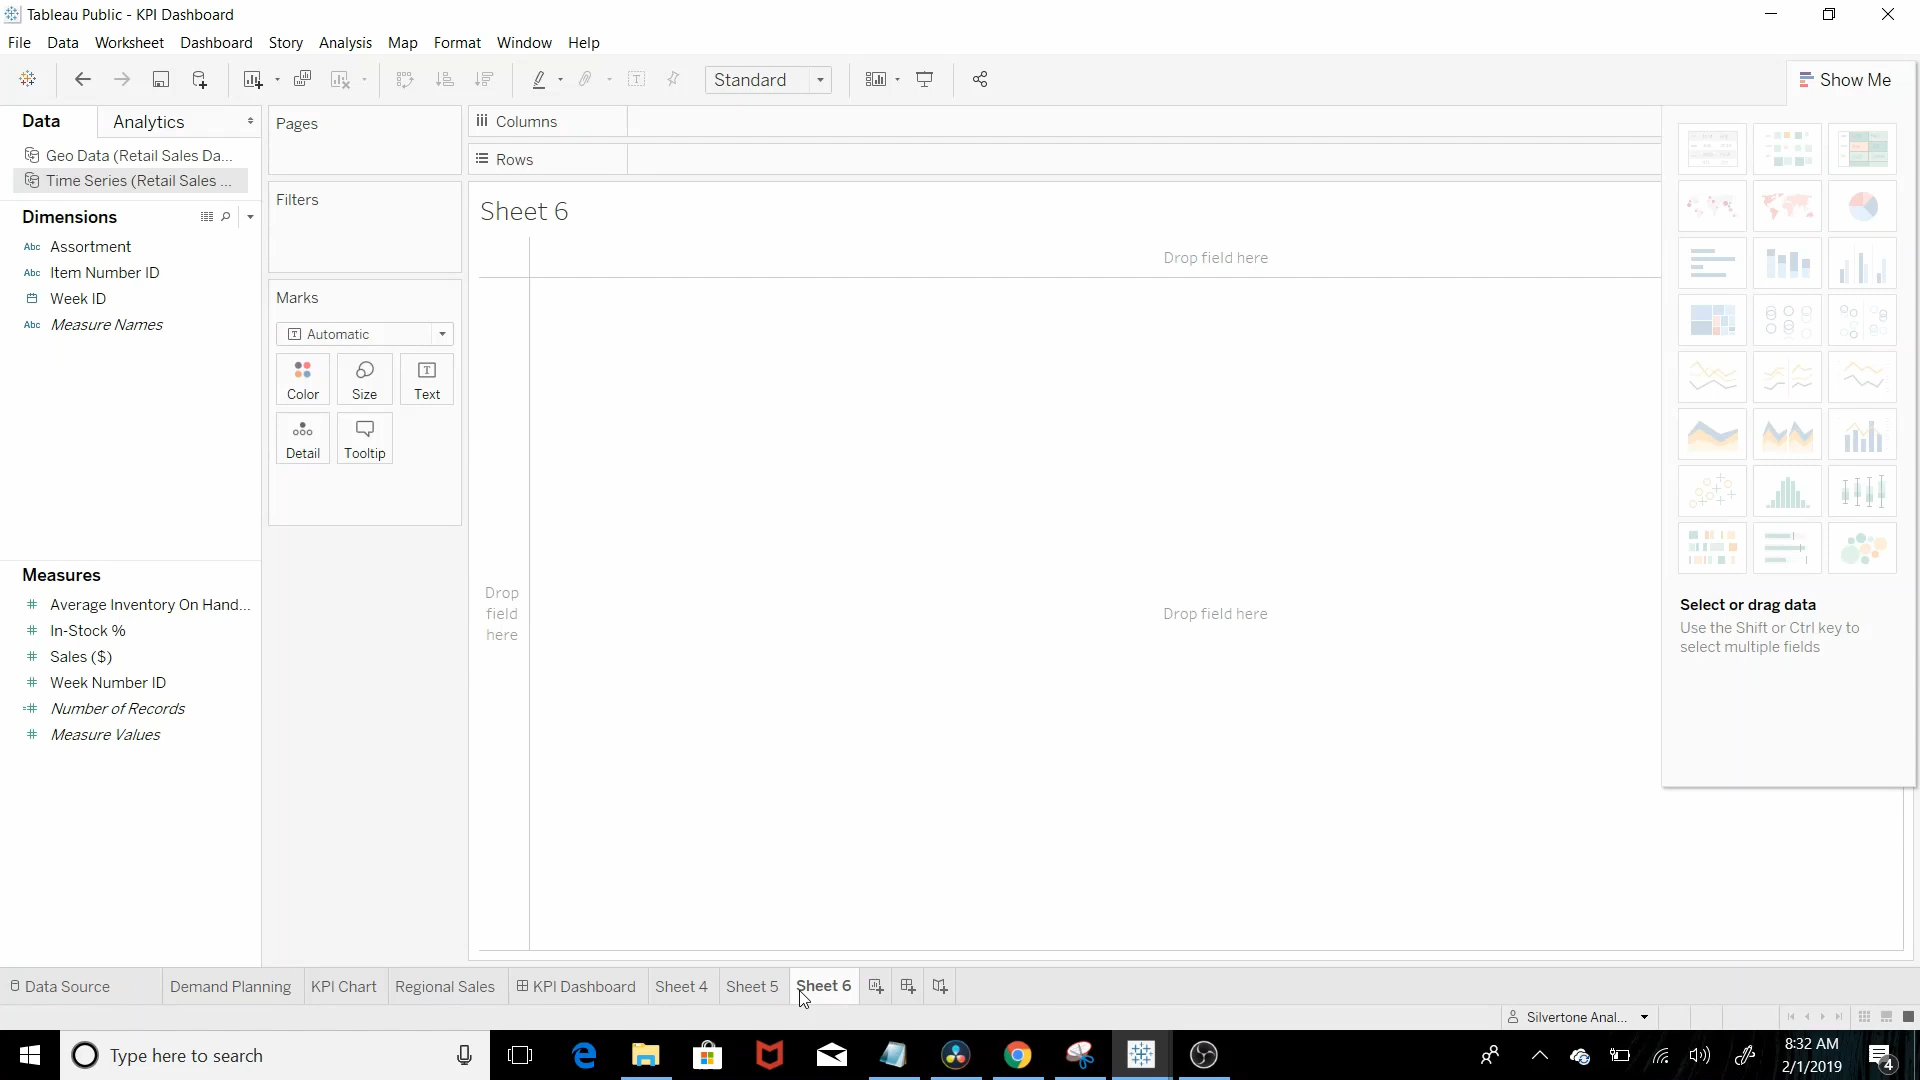 Tableau Public - KPI Dashboard
File Data Worksheet Dashboard Story Analysis Map Format Window Help
Standard
Show Me
Data Analytics
Geo Data (Retail Sales Da...
Time Series (Retail Sales ...
Dimensions
Abc Assortment
Abc Item Number ID
Week ID
Abc Measure Names
Measures
# Average Inventory On Hand...
# In-Stock %
# Sales ($)
# Week Number ID
=# Number of Records
# Measure Values
Pages
Filters
Marks
T Automatic
Color Size Text
Detail Tooltip
Columns
Rows
Sheet 6
Drop field here
Drop
field
here
Drop field here
Select or drag data
Use the Shift or Ctrl key to
select multiple fields
Data Source Demand Planning KPI Chart Regional Sales KPI Dashboard Sheet 4 Sheet 5 Sheet 6
Silvertone Anal...
Type here to search
8:32 AM
2/1/2019
4